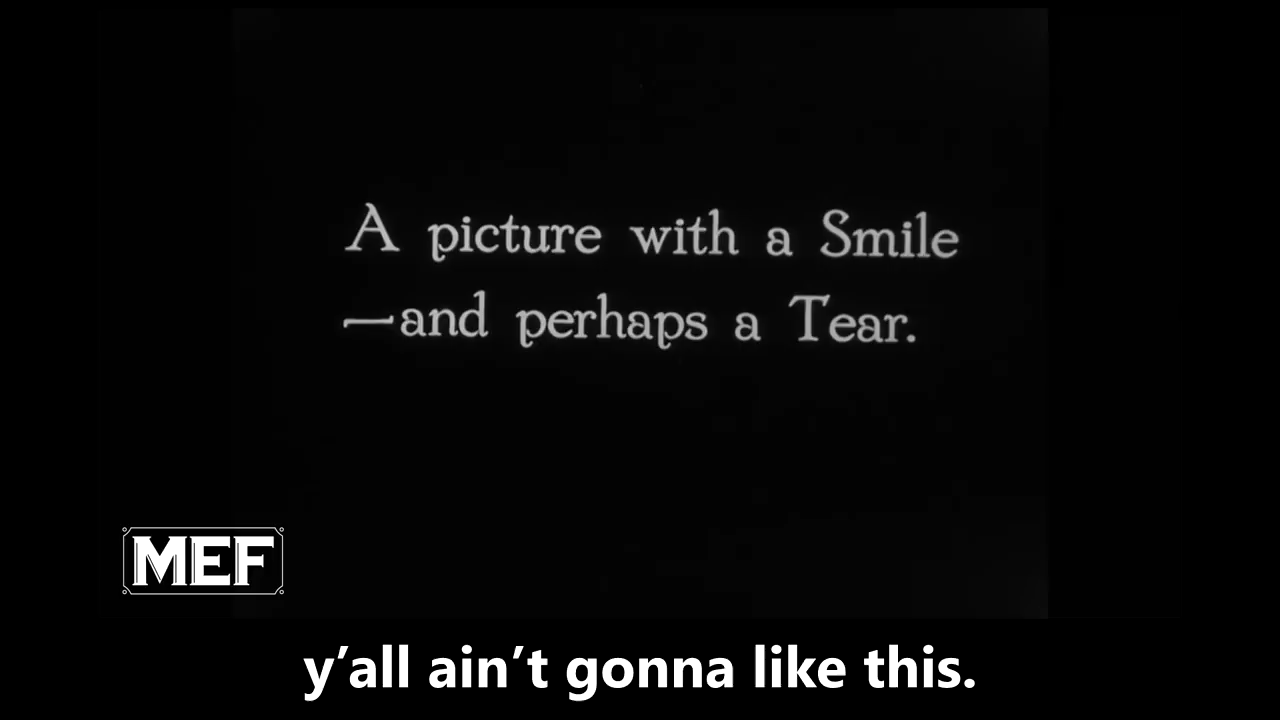 A picture with a Smile
—and perhaps a Tear.
MEF
y’all ain’t gonna like this.